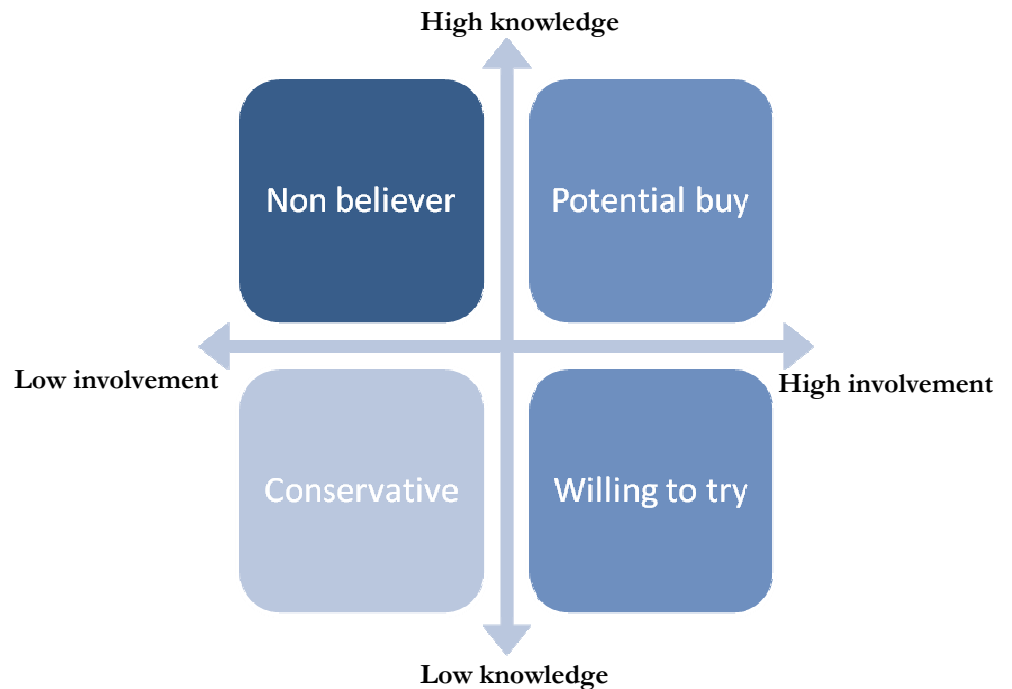 High knowledge
Non believer
Potential buy
Low involvement
High involvement
Conservative
Willing to try
Low knowledge